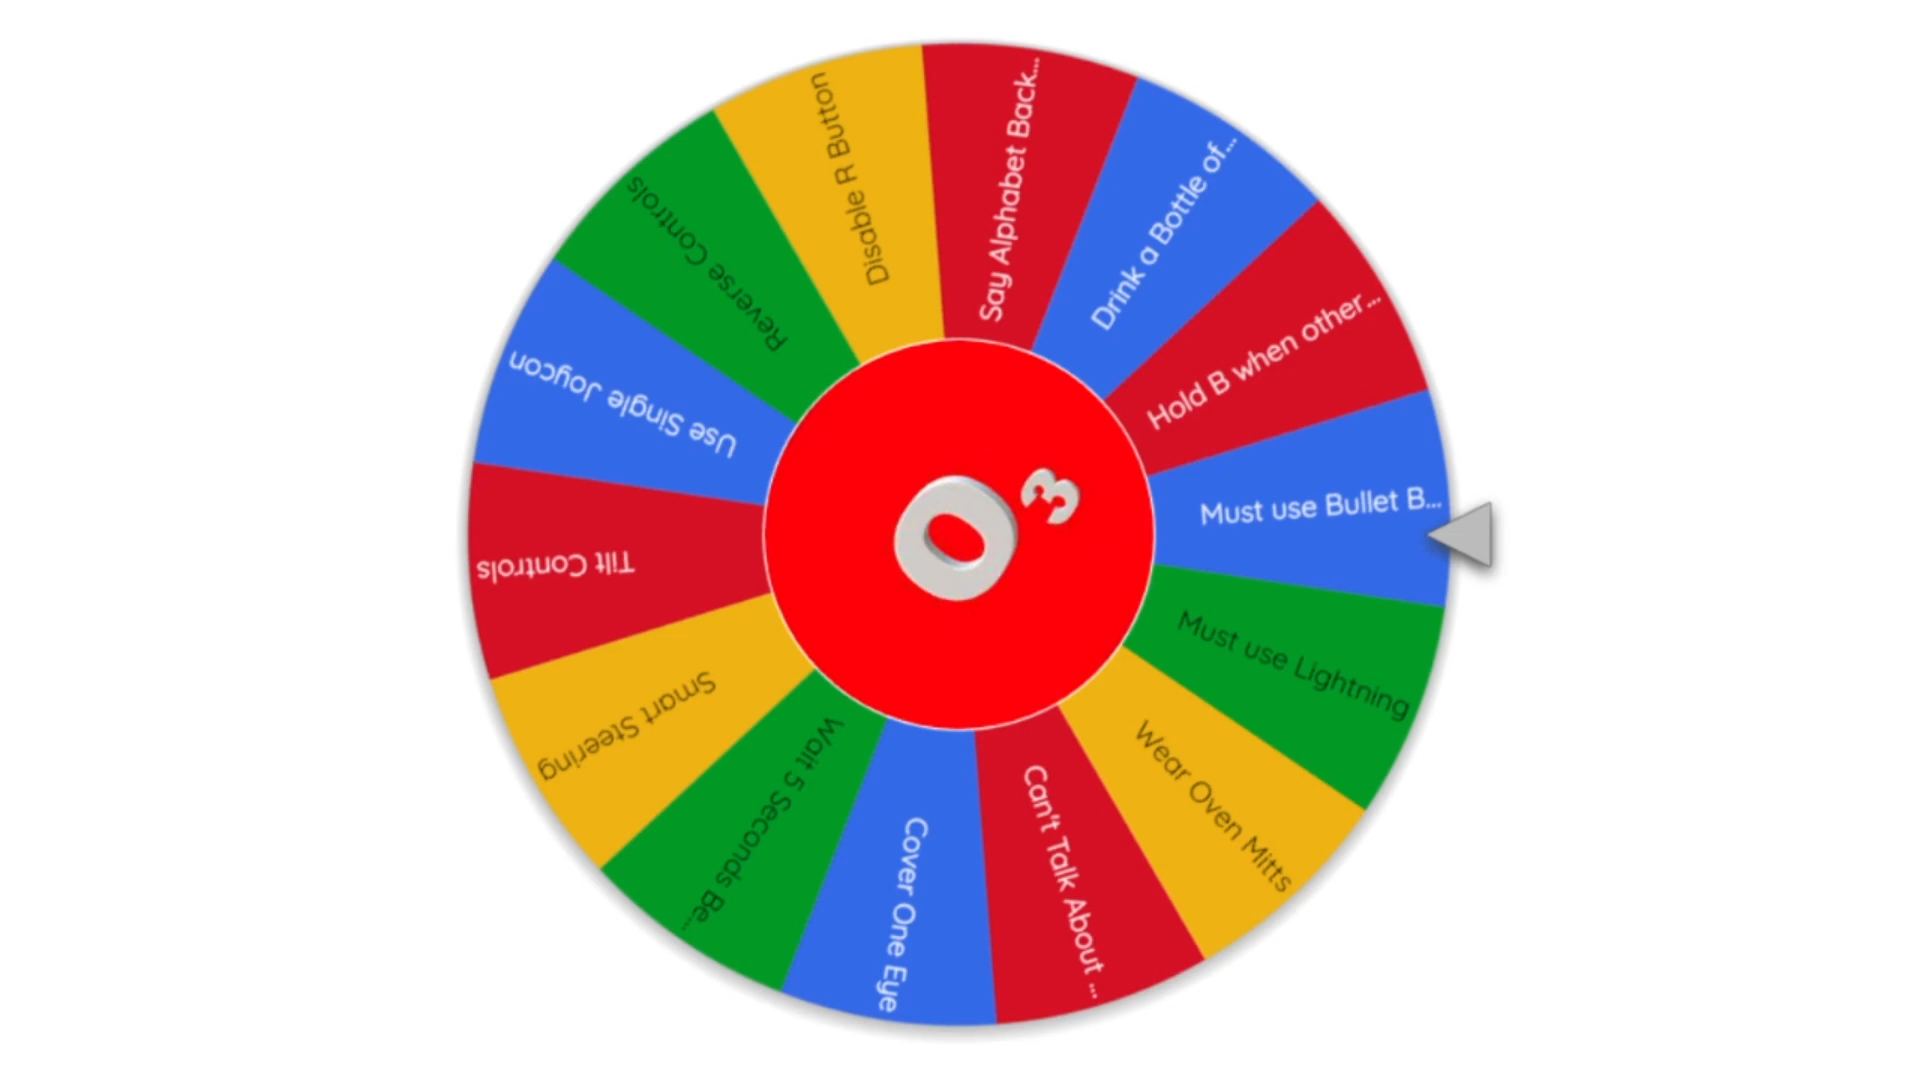 Say Alphabet Back...
Drink a Bottle of...
Hold B when other...
Must use Bullet B...
Must use Lightning
Wear Oven Mitts
Can't Talk About ...
Cover One Eye
Wait 5 Seconds Be...
Smart Steering
Tilt Controls
Use Single Joycon
Reverse Controls
Disable R Button
O 3